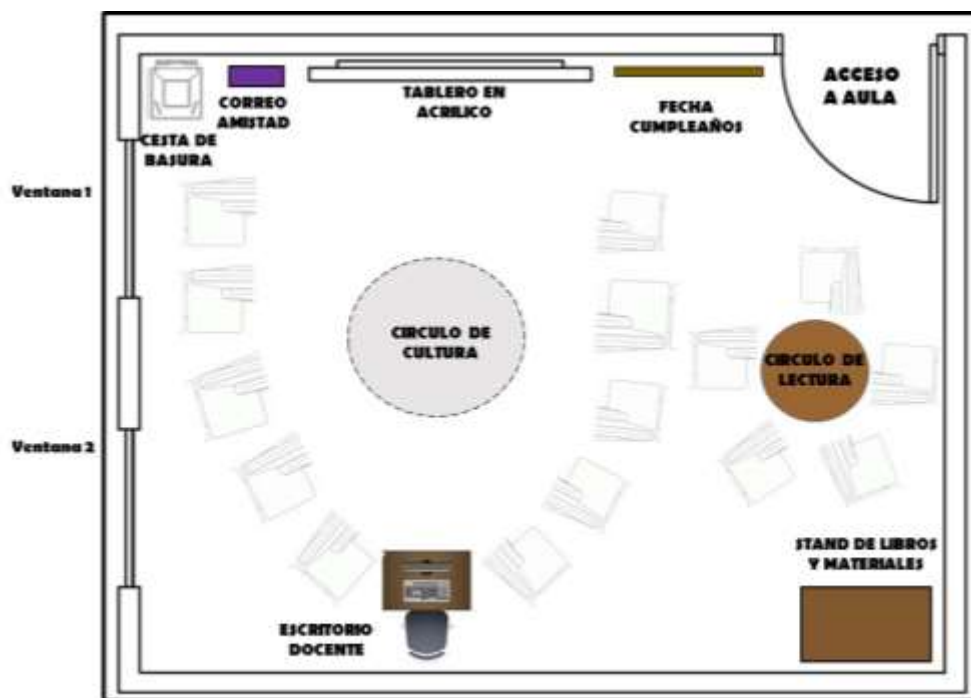 ACCESO
A AULA
CORREO
AMISTAD
TABLERO EN
ACRILICO
FECHA
CUMPLEAÑOS
CESTA DE
BASURA
Ventana 1
CIRCULO DE
CULTURA
CIRCULO DE
LECTURA
Ventana 2
STAND DE LIBROS
Y MATERIALES
ESCRITORIO
DOCENTE